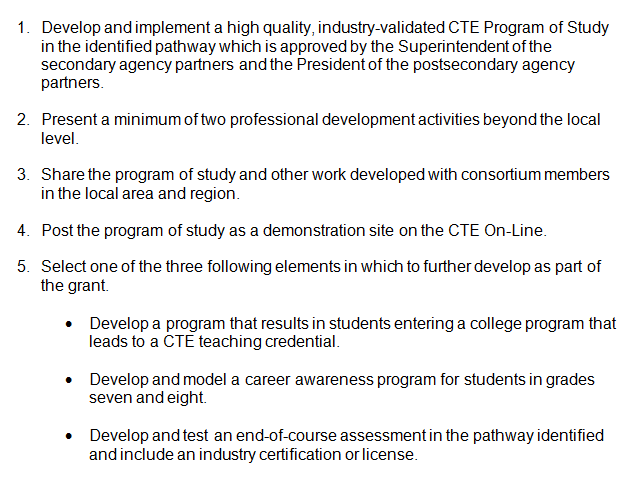 1. Develop and implement a high quality, industry-validated CTE Program of Study
in the identified pathway which is approved by the Superintendent of the
secondary agency partners and the President of the postsecondary agency
partners.
2. Present a minimum of two professional development activities beyond the local
level.
3. Share the program of study and other work developed with consortium members
in the local area and region.
4. Post the program of study as a demonstration site on the CTE On-Line.
5. Select one of the three following elements in which to further develop as part of
the grant.
• Develop a program that results in students entering a college program that
leads to a CTE teaching credential.
• Develop and model a career awareness program for students in grades
seven and eight.
• Develop and test an end-of-course assessment in the pathway identified
and include an industry certification or license.